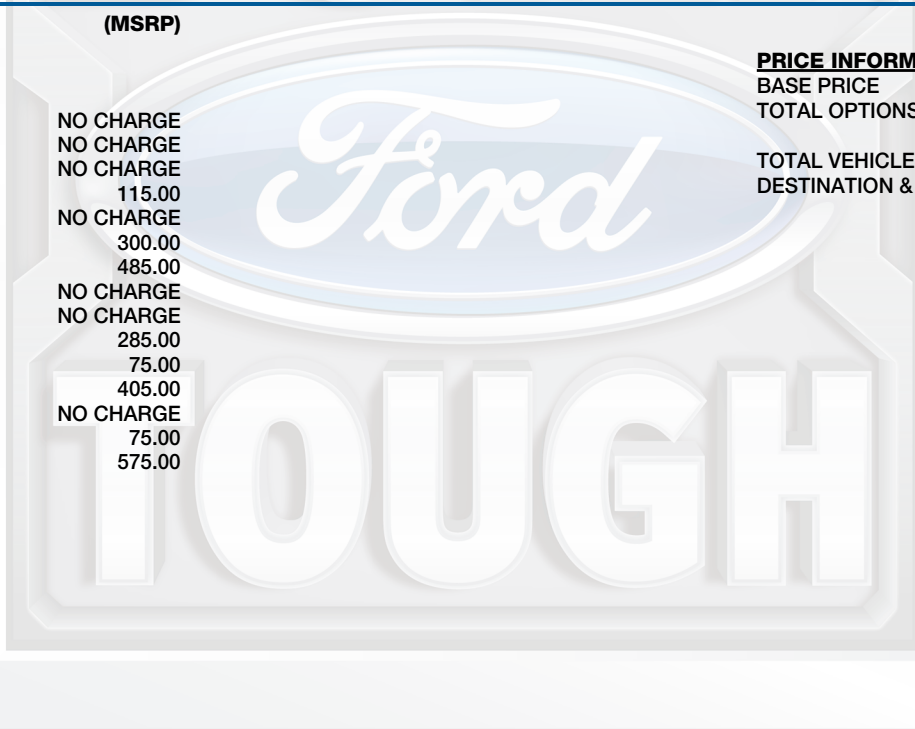 (MSRP)
NO CHARGE
NO CHARGE
NO CHARGE
115.00
NO CHARGE
300.00
485.00
NO CHARGE
NO CHARGE
285.00
75.00
405.00
NO CHARGE
75.00
575.00
PRICE INFORM
BASE PRICE
TOTAL OPTIONS
TOTAL VEHICLE
DESTINATION &
Ford
TOUGH